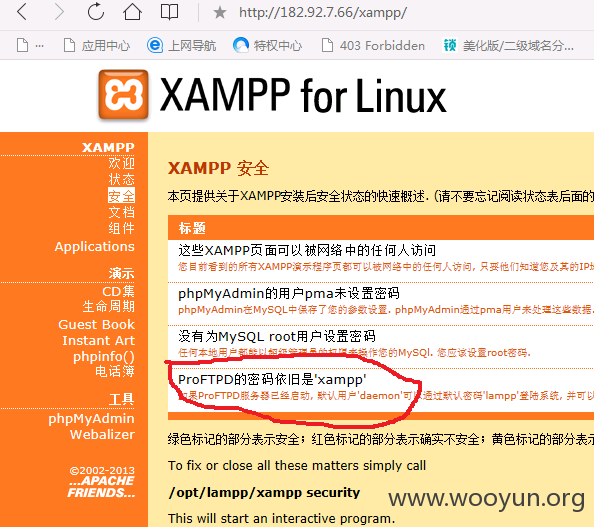 http://182.92.7.66/xampp/
... 应用中心 上网导航 特权中心 403 Forbidden 锁 美化版/二级域名分...
XAMPP for Linux
XAMPP
欢迎
状态
安全
文档
组件
Applications
演示
CD集
生命周期
Guest Book
Instant Art
phpinfo()
电话簿
工具
phpMyAdmin
Webalizer
©2002-2013
...APACHE
FRIENDS...
XAMPP 安全
本页提供关于XAMPP安装后安全状态的快速概述. (请不要忘记阅读状态表后面的
标题
这些XAMPP页面可以被网络中的任何人访问
您目前看到的所有XAMPP演示程序页都可以被网络中的任何人访问, 只要他们知道您及其的IP地
phpMyAdmin的用户pma未设置密码
phpMyAdmin在MySQL中保存了您的参数设置. phpMyAdmin通过pma用户来处理这些数据.
没有为MySQL root用户设置密码
任何本地用户都能以超级管理员的权限来操作您的MySQl. 您应该设置root密码.
ProFTPD的密码依旧是'xampp'
如果ProFTPD服务器已经启动, 默认用户'daemon'可以通过默认密码'lampp'登陆系统, 并可以
绿色标记的部分表示安全; 红色标记的部分表示确实不安全; 黄色标记的部分表示
To fix or close all these matters simply call
/opt/lampp/xampp security
This will start an interactive program.
www.wooyun.org